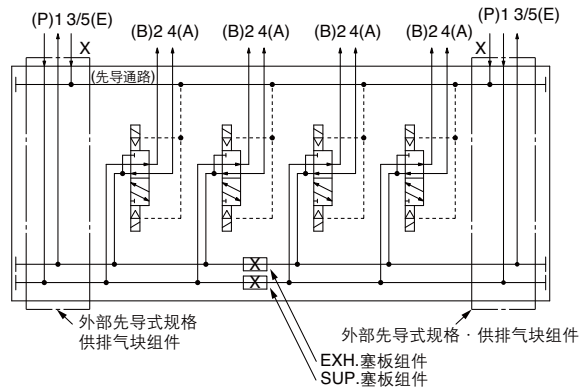 (P)1 3/5(E)
(B)2 4(A)
(B)2 4(A)
(B)2 4(A)
(B)2 4(A)
(P)1 3/5(E)
X
X
(先导通路)
X
X
外部先导式规格
供排气块组件
外部先导式规格·供排气块组件
EXH.塞板组件
SUP.塞板组件